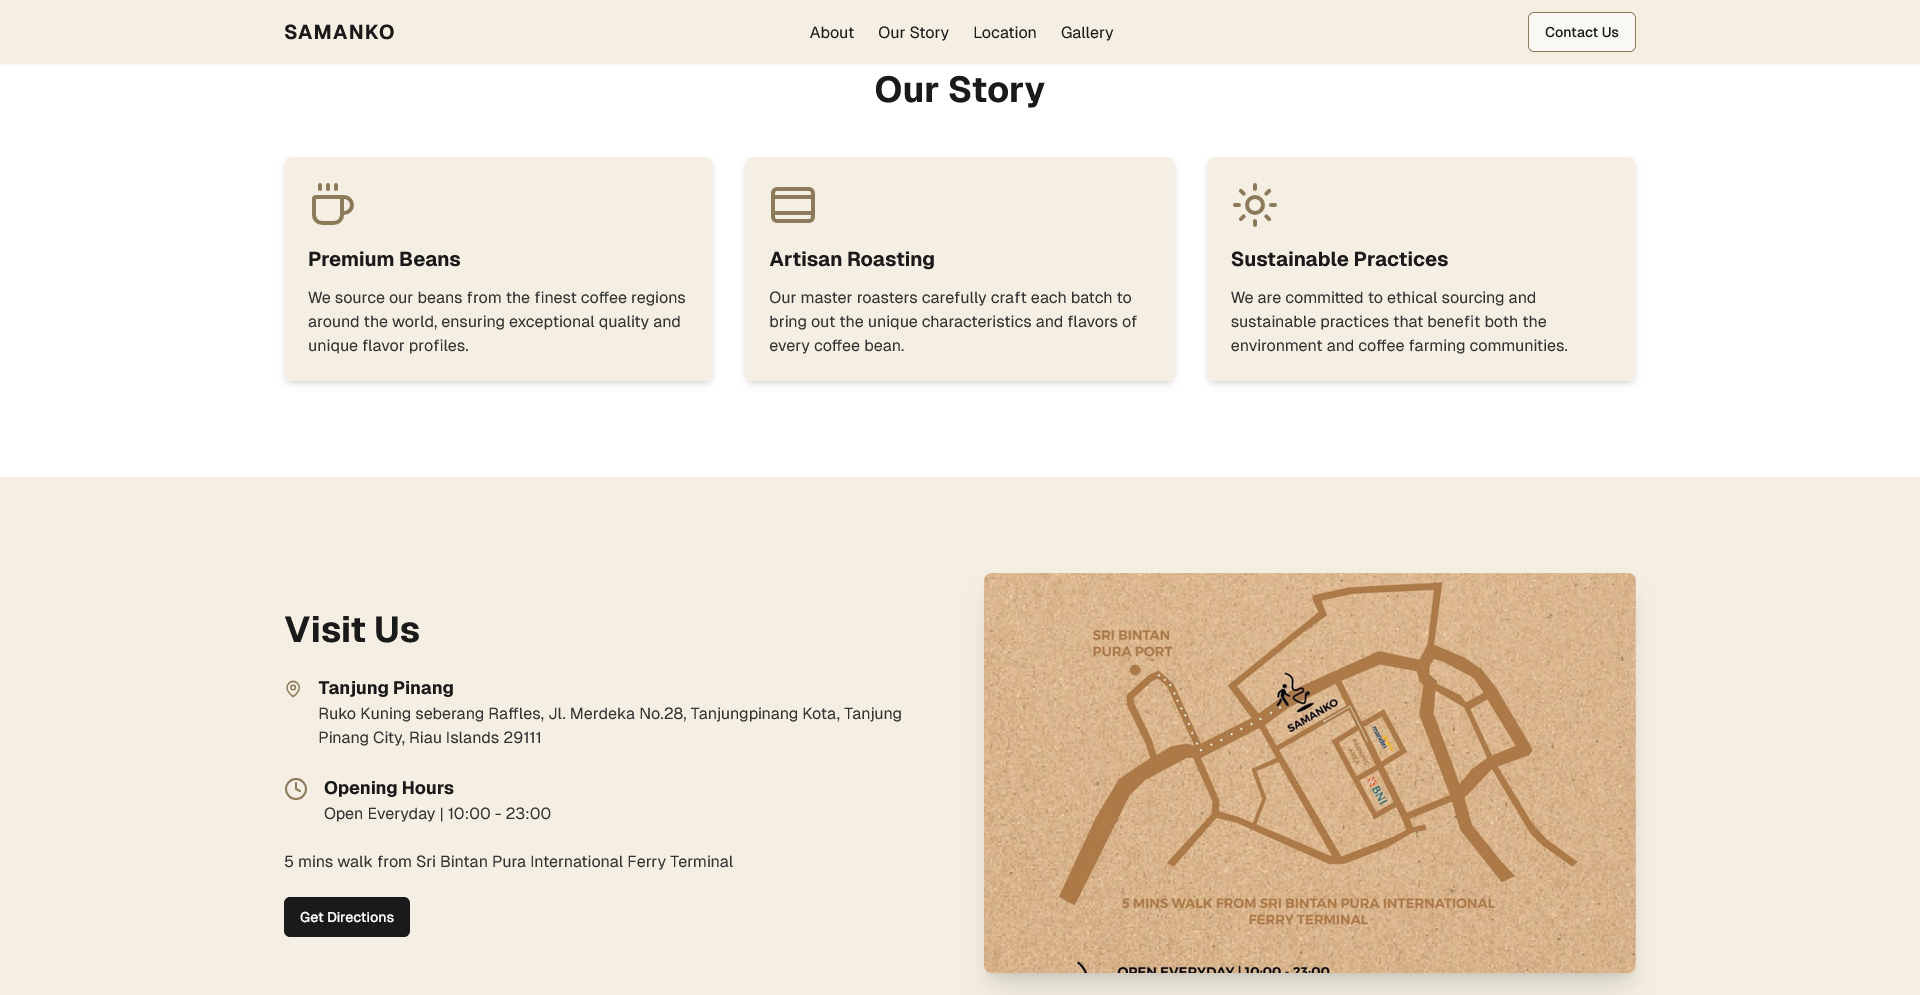 SAMANKO
About
Our Story
Location
Gallery
Contact Us
Our Story
Premium Beans
We source our beans from the finest coffee regions
around the world, ensuring exceptional quality and
unique flavor profiles.
Artisan Roasting
Our master roasters carefully craft each batch to
bring out the unique characteristics and flavors of
every coffee bean.
Sustainable Practices
We are committed to ethical sourcing and
sustainable practices that benefit both the
environment and coffee farming communities.
Visit Us
Tanjung Pinang
Ruko Kuning seberang Raffles, Jl. Merdeka No.28, Tanjungpinang Kota, Tanjung
Pinang City, Riau Islands 29111
Opening Hours
Open Everyday | 10:00 - 23:00
5 mins walk from Sri Bintan Pura International Ferry Terminal
Get Directions
SRI BINTAN
PURA PORT
SAMANKO
mandiri
PARKING
AREA
BNI
5 MINS WALK FROM SRI BINTAN PURA INTERNATIONAL
FERRY TERMINAL
OPEN EVERYDAY | 10:00 - 23:00